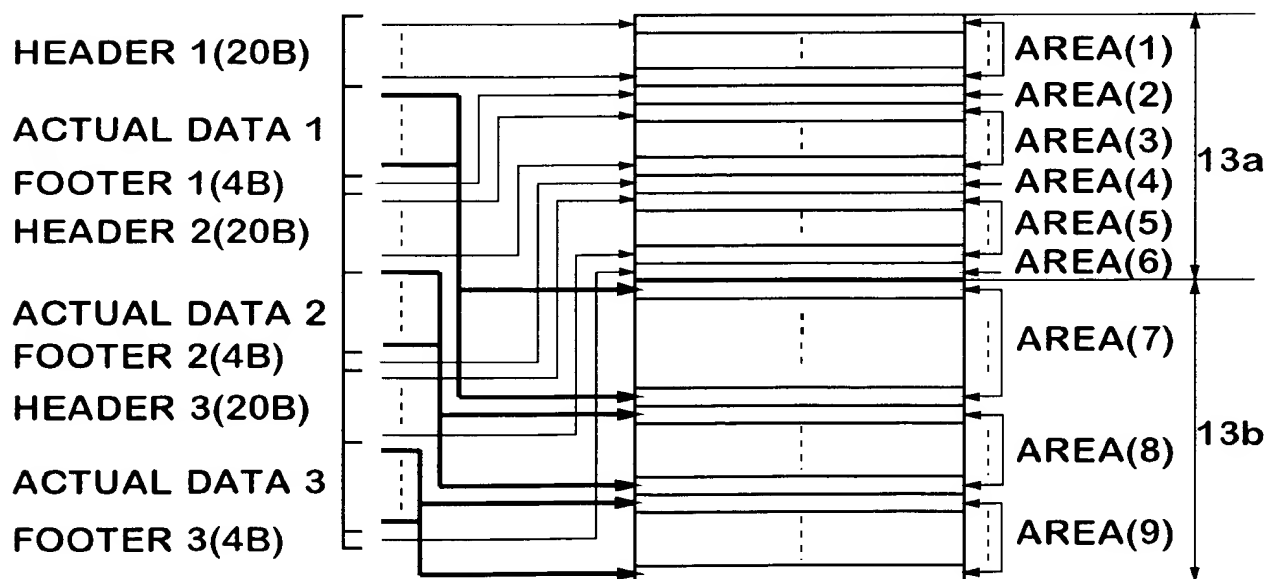 HEADER 1(20B)
ACTUAL DATA 1
FOOTER 1(4B)
HEADER 2(20B)
ACTUAL DATA 2
FOOTER 2(4B)
HEADER 3(20B)
ACTUAL DATA 3
FOOTER 3(4B)
AREA(1)
AREA(2)
AREA(3)
AREA(4)
AREA(5)
AREA(6)
AREA(7)
AREA(8)
AREA(9)
13a
13b